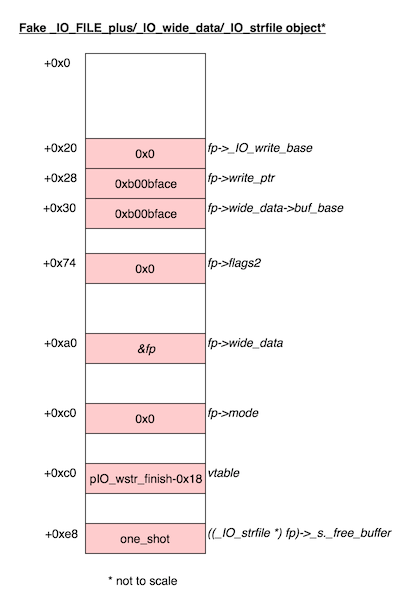 Fake _IO_FILE_plus/_IO_wide_data/_IO_strfile object*
+0x0
+0x20 0x0 fp->_IO_write_base
+0x28 0xb00bface fp->write_ptr
+0x30 0xb00bface fp->wide_data->buf_base
+0x74 0x0 fp->flags2
+0xa0 &fp fp->wide_data
+0xc0 0x0 fp->mode
+0xc0 pIO_wstr_finish-0x18 vtable
+0xe8 one_shot ((_IO_strfile *) fp)->_s._free_buffer
* not to scale